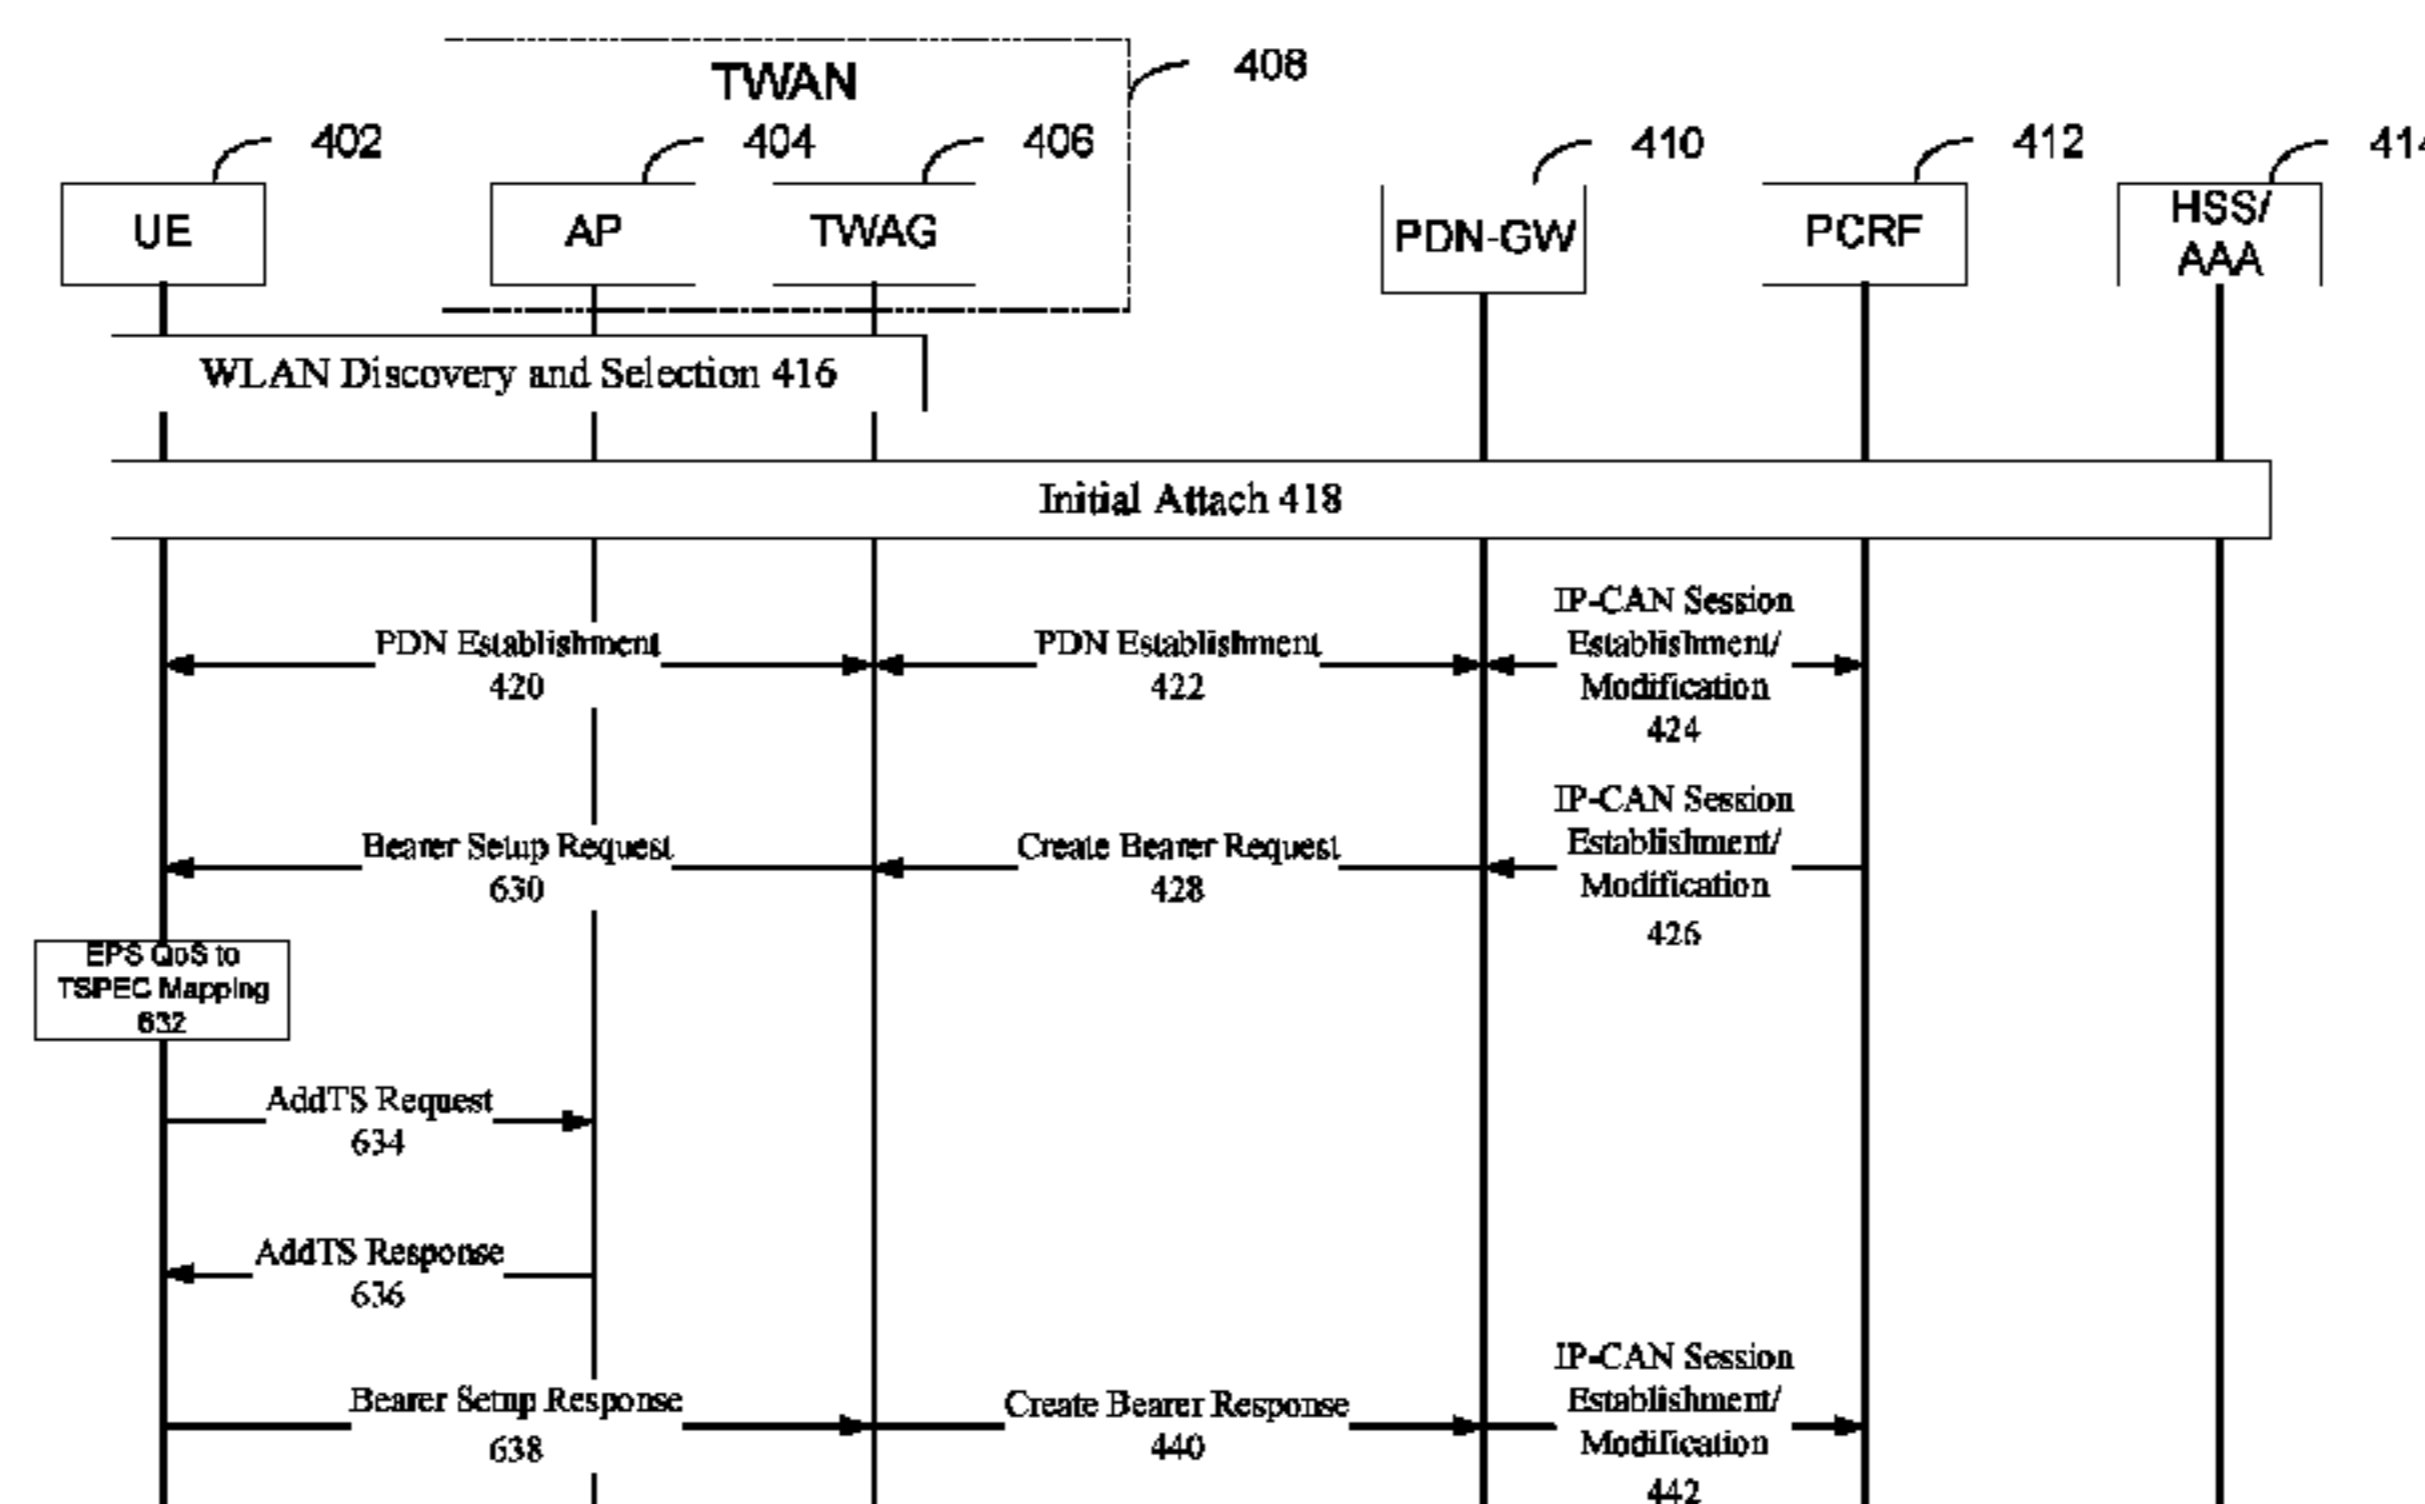 TWAN
408
402
404
406
410
412
414
UE
AP
TWAG
PDN-GW
PCRF
HSS/
AAA
WLAN Discovery and Selection 416
Initial Attach 418
PDN Establishment
420
PDN Establishment
422
IP-CAN Session
Establishment/
Modification
424
Bearer Setup Request
630
Create Bearer Request
428
IP-CAN Session
Establishment/
Modification
426
EPS QoS to
TSPEC Mapping
632
AddTS Request
634
AddTS Response
636
Bearer Setup Response
638
Create Bearer Response
440
IP-CAN Session
Establishment/
Modification
442